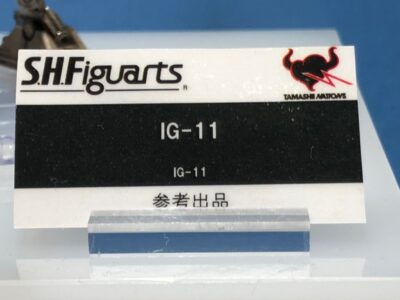 S.H.Figuarts
R
TAMASHII NATIONS
IG-11
IG-11
参考出品